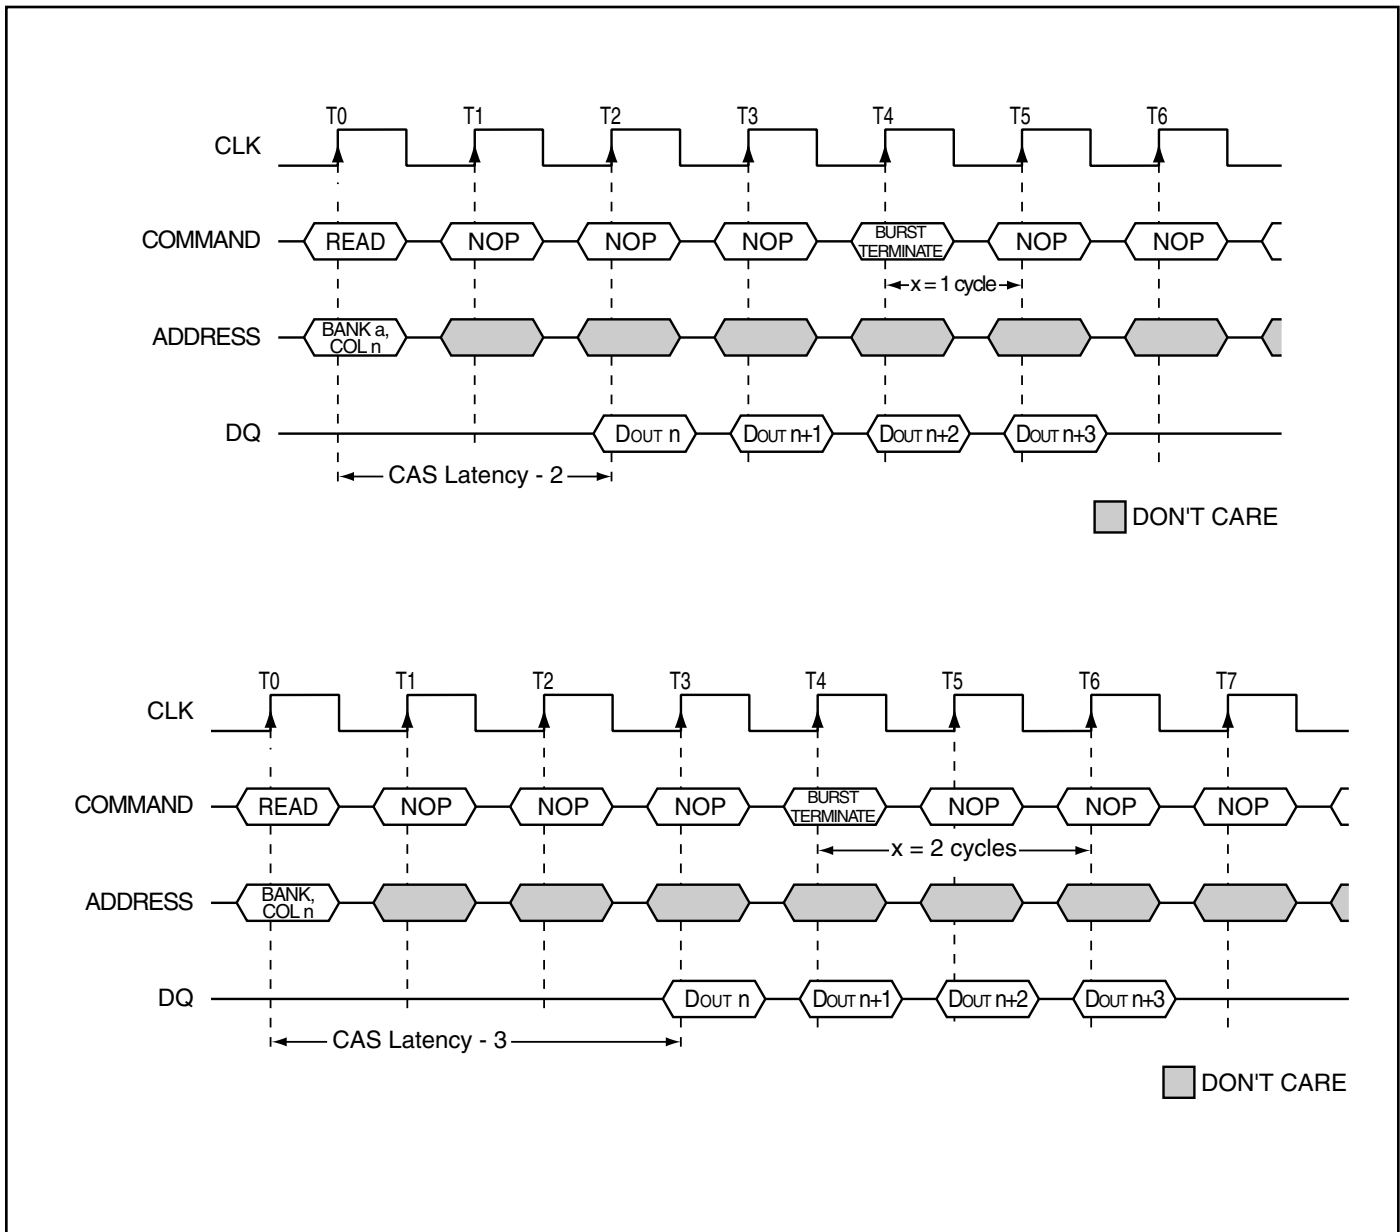 T0 T1 T2 T3 T4 T5 T6
CLK
COMMAND READ NOP NOP NOP BURST TERMINATE NOP NOP
x = 1 cycle
ADDRESS BANK a, COL n
DQ DOUT n DOUT n+1 DOUT n+2 DOUT n+3
CAS Latency - 2
DON'T CARE
T0 T1 T2 T3 T4 T5 T6 T7
CLK
COMMAND READ NOP NOP NOP BURST TERMINATE NOP NOP NOP
x = 2 cycles
ADDRESS BANK, COL n
DQ DOUT n DOUT n+1 DOUT n+2 DOUT n+3
CAS Latency - 3
DON'T CARE